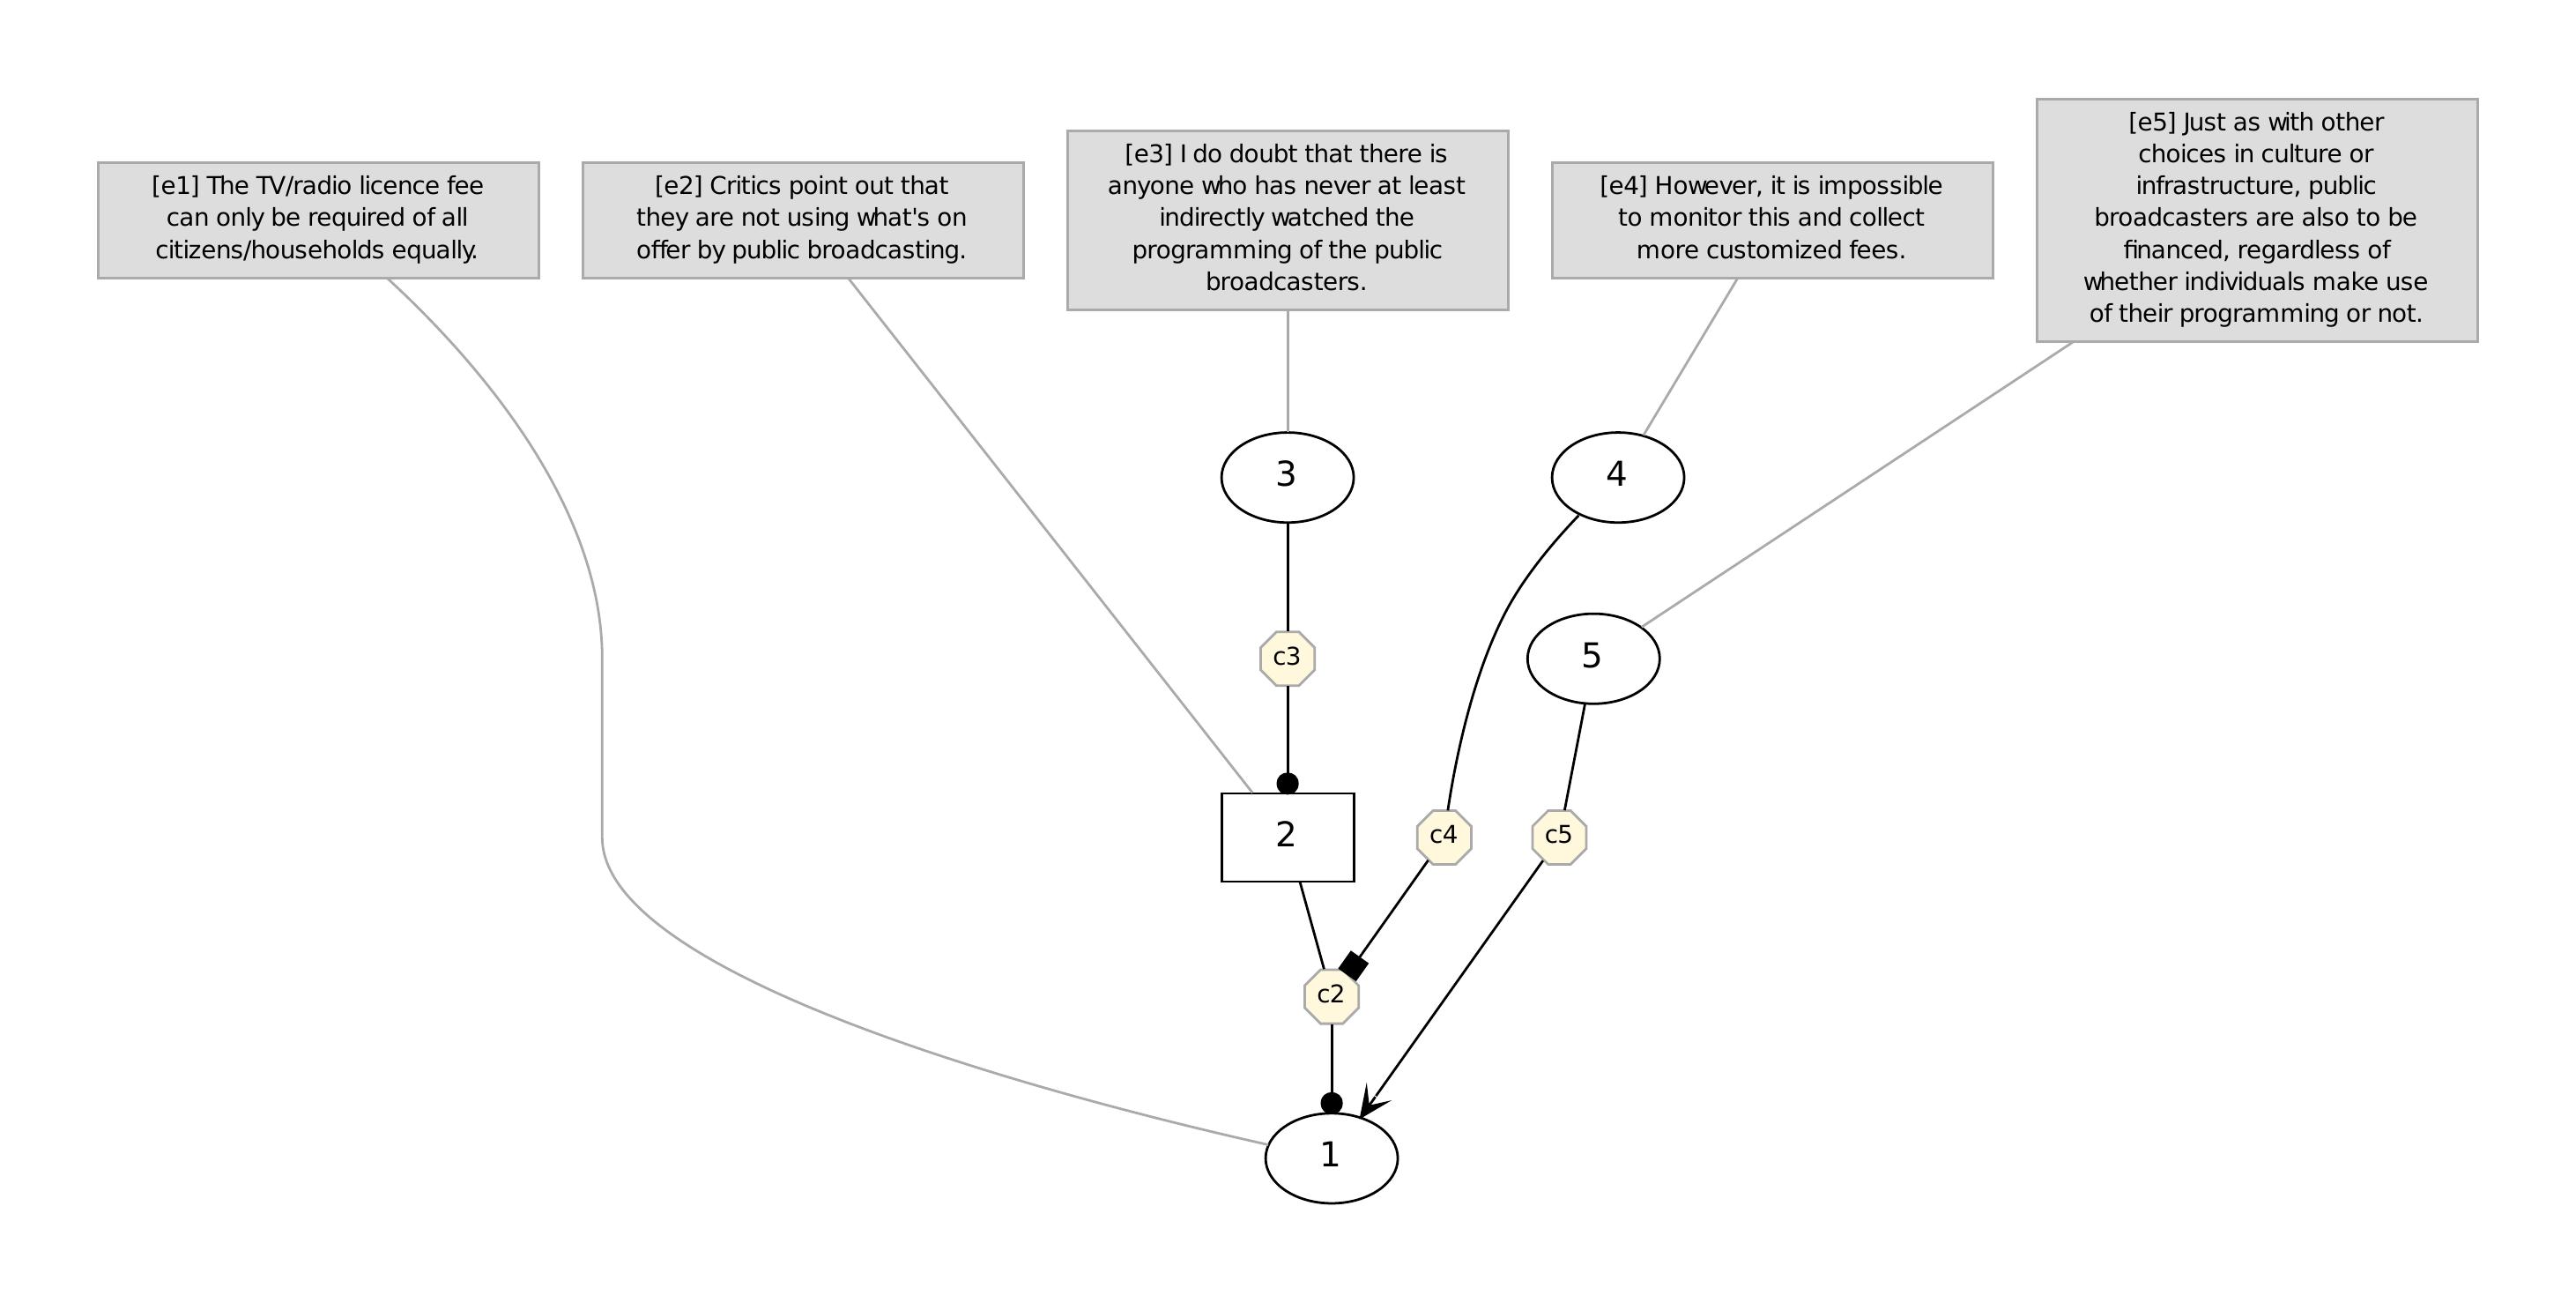 [e1] The TV/radio licence fee
can only be required of all
citizens/households equally.
[e2] Critics point out that
they are not using what's on
offer by public broadcasting.
[e3] I do doubt that there is
anyone who has never at least
indirectly watched the
programming of the public
broadcasters.
[e4] However, it is impossible
to monitor this and collect
more customized fees.
[e5] Just as with other
choices in culture or
infrastructure, public
broadcasters are also to be
financed, regardless of
whether individuals make use
of their programming or not.
3
4
c3
5
2
c4
c5
c2
1